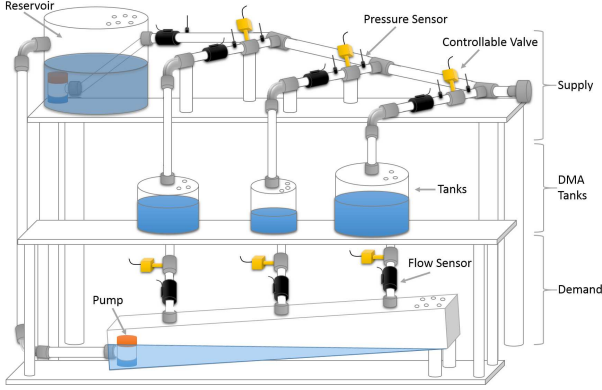 Reservoir
Pressure Sensor
Controllable Valve
Supply
DMA
Tanks
Tanks
Flow Sensor
Demand
Pump